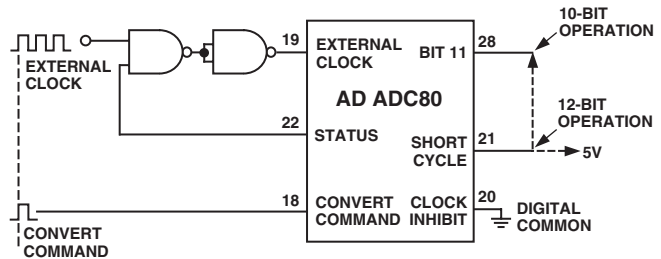 10-BIT
OPERATION
19
EXTERNAL
CLOCK
BIT 11
28
EXTERNAL
CLOCK
AD ADC80
12-BIT
OPERATION
22
STATUS
SHORT
CYCLE
21
5V
18
CONVERT
COMMAND
CLOCK
INHIBIT
20
DIGITAL
COMMON
CONVERT
COMMAND